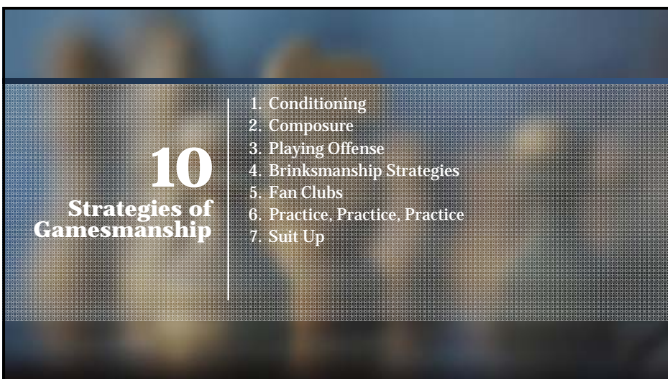 10
Strategies of
Gamesmanship
1. Conditioning
2. Composure
3. Playing Offense
4. Brinksmanship Strategies
5. Fan Clubs
6. Practice, Practice, Practice
7. Suit Up